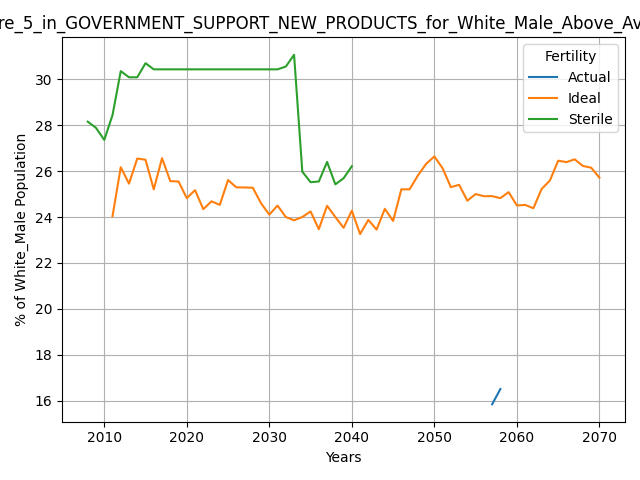 re_5_in_GOVERNMENT_SUPPORT_NEW_PRODUCTS_for_White_Male_Above_Av
Fertility
Actual
Ideal
Sterile
% of White_Male Population
30
28
26
24
22
20
18
16
2010 2020 2030 2040 2050 2060 2070
Years